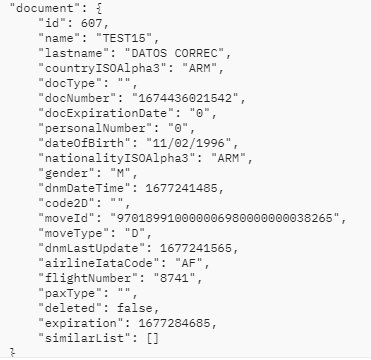 "document": {
"id": 607,
"name": "TEST15",
"lastname": "DATOS CORREC",
"countryISOAlpha3": "ARM",
"docType": "",
"docNumber": "1674436021542",
"docExpirationDate": "0",
"personalNumber": "0",
"dateOfBirth": "11/02/1996",
"nationalityISOAlpha3": "ARM",
"gender": "M",
"dnmDateTime": 1677241485,
"code2D": "",
"moveId": "970189910000006980000000038265",
"moveType": "D",
"dnmLastUpdate": 1677241565,
"airlineIataCode": "AF",
"flightNumber": "8741",
"paxType": "",
"deleted": false,
"expiration": 1677284685,
"similarList": []
}